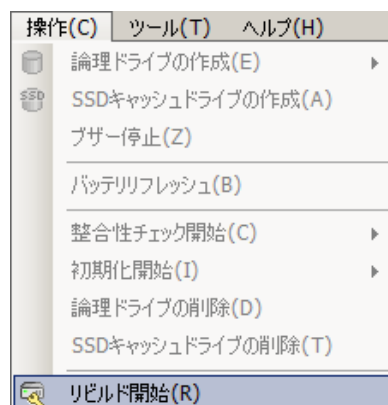 操作(C) ツール(T) ヘルプ(H)
論理ドライブの作成(E)
SSDキャッシュドライブの作成(A)
ブザー停止(Z)
バッテリリフレッシュ(B)
整合性チェック開始(C)
初期化開始(I)
論理ドライブの削除(D)
SSDキャッシュドライブの削除(T)
リビルド開始(R)